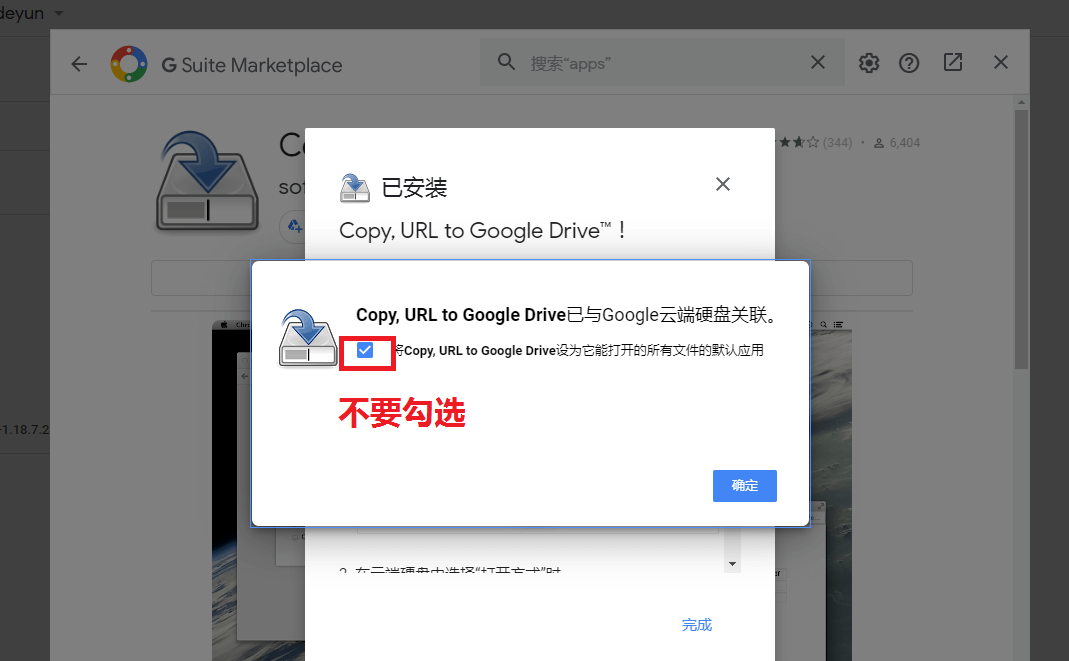 deyun
G Suite Marketplace
搜索“apps”
(344)
6,404
已安装
Copy, URL to Google Drive™！
Copy, URL to Google Drive已与Google云端硬盘关联。
将Copy, URL to Google Drive设为它能打开的所有文件的默认应用
不要勾选
-1.18.7.2
确定
2. 在云端硬盘中选择“打开方式”时
完成